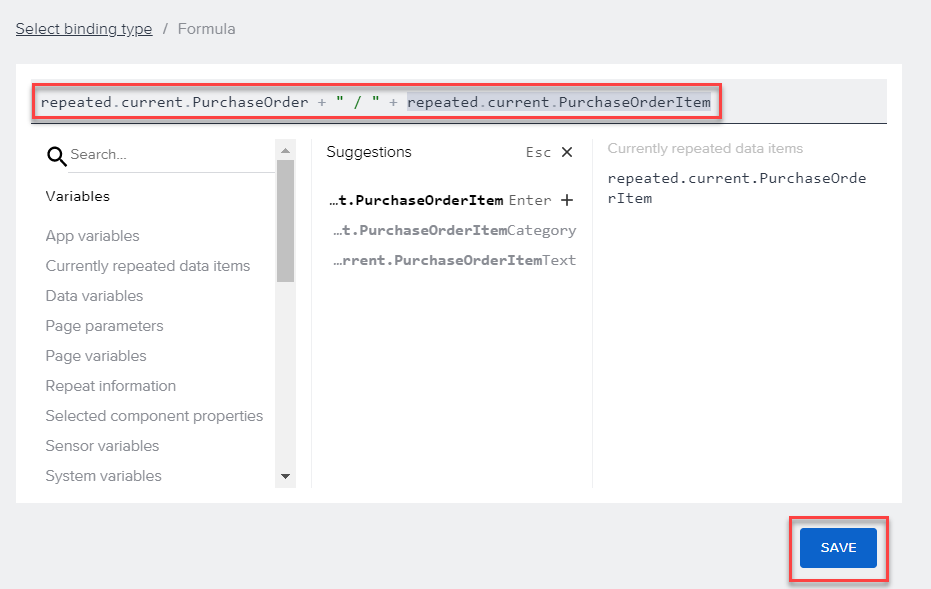 Select binding type / Formula
repeated.current.PurchaseOrder + " / " + repeated.current.PurchaseOrderItem
Search...
Variables
App variables
Currently repeated data items
Data variables
Page parameters
Page variables
Repeat information
Selected component properties
Sensor variables
System variables
Suggestions Esc ✕
…t.PurchaseOrderItem Enter +
…t.PurchaseOrderItemCategory
…rrent.PurchaseOrderItemText
Currently repeated data items
repeated.current.PurchaseOrde
rItem
SAVE